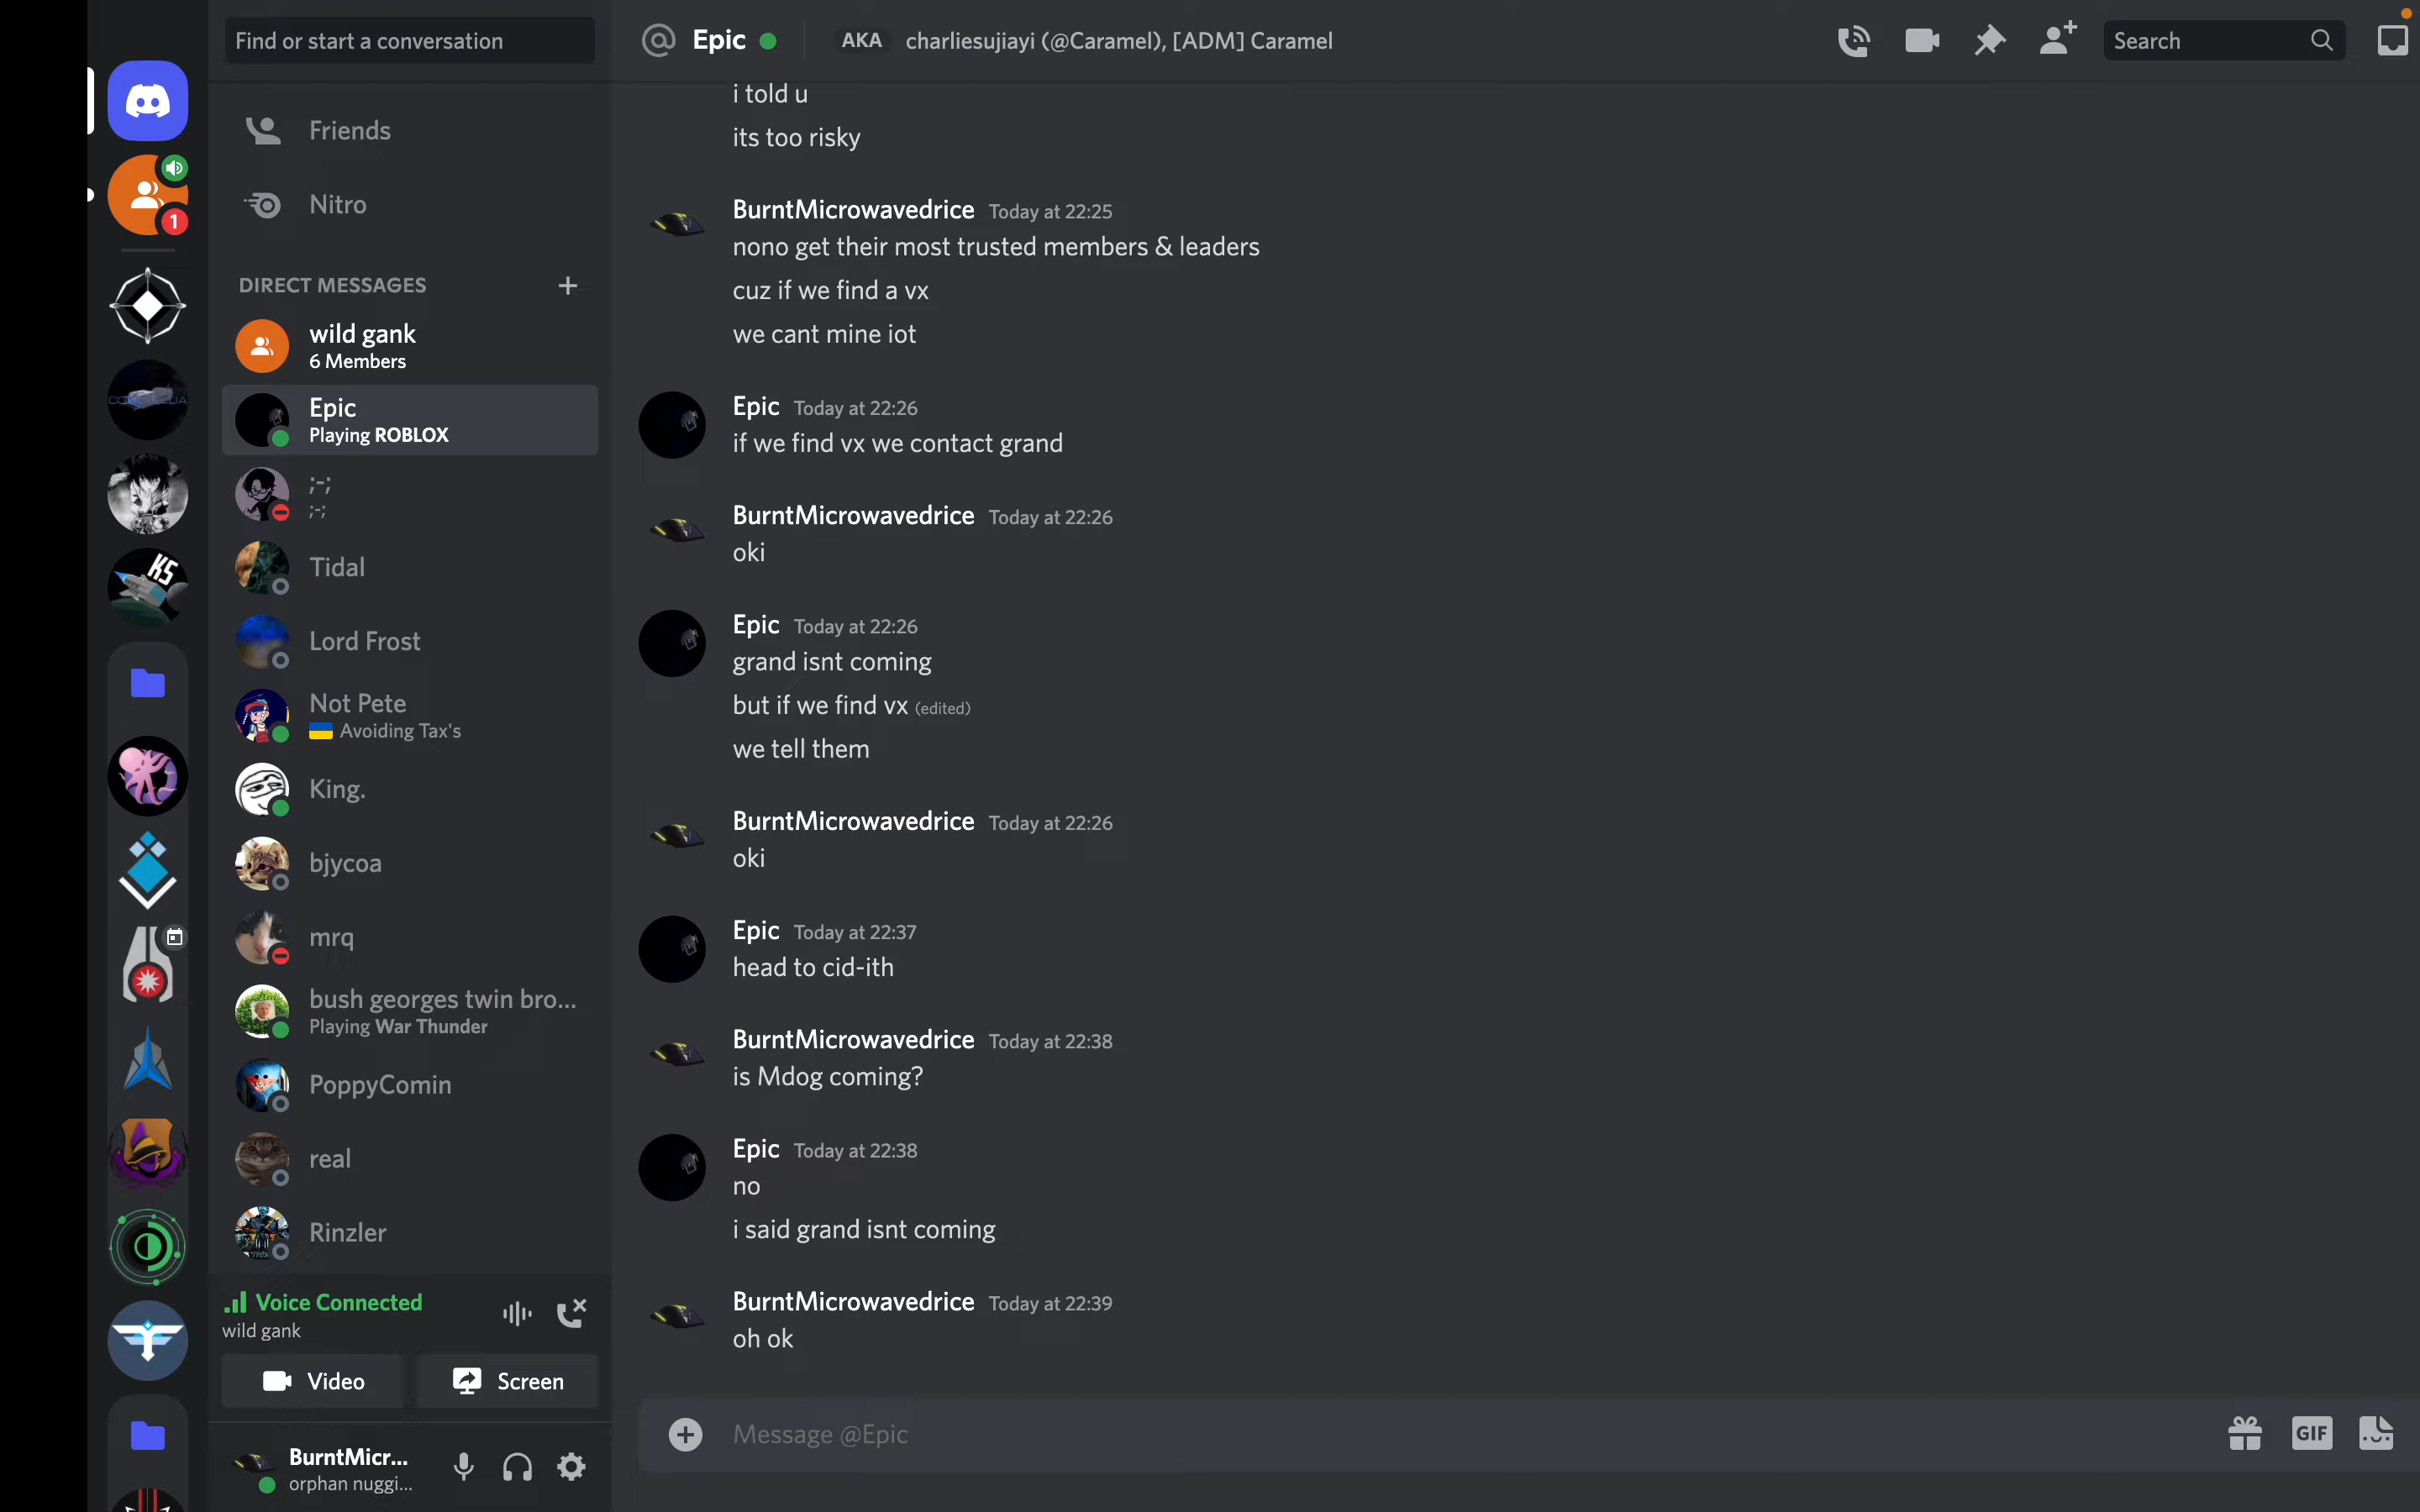 Find or start a conversation
Friends
Nitro
DIRECT MESSAGES
wild gank
6 Members
Epic
Playing ROBLOX
;-;
;-;
Tidal
Lord Frost
Not Pete
Avoiding Tax's
King.
bjycoa
mrq
bush georges twin bro...
Playing War Thunder
PoppyComin
real
Rinzler
Voice Connected
wild gank
Video
Screen
BurntMicr...
orphan nuggi...
1
K5
Epic
AKA charliesujiayi (@Caramel), [ADM] Caramel
Search
i told u
its too risky
BurntMicrowavedrice Today at 22:25
nono get their most trusted members & leaders
cuz if we find a vx
we cant mine iot
Epic Today at 22:26
if we find vx we contact grand
BurntMicrowavedrice Today at 22:26
oki
Epic Today at 22:26
grand isnt coming
but if we find vx (edited)
we tell them
BurntMicrowavedrice Today at 22:26
oki
Epic Today at 22:37
head to cid-ith
BurntMicrowavedrice Today at 22:38
is Mdog coming?
Epic Today at 22:38
no
i said grand isnt coming
BurntMicrowavedrice Today at 22:39
oh ok
Message @Epic
GIF